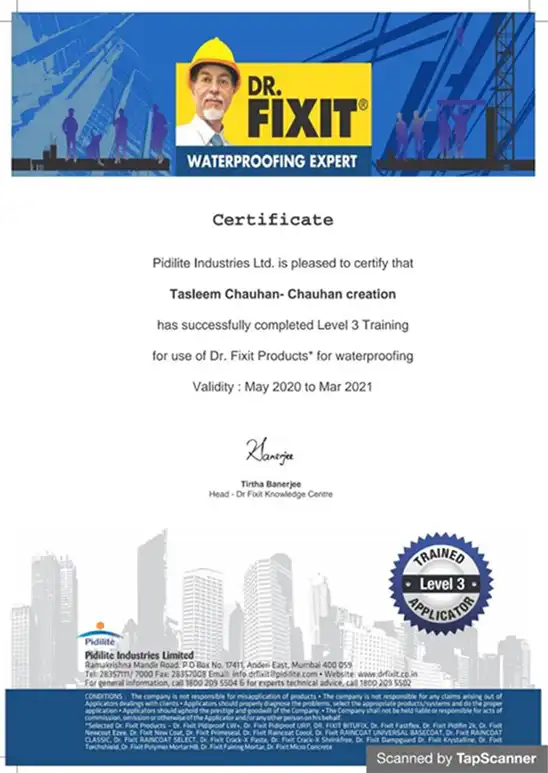 DR.
FIXIT®
WATERPROOFING EXPERT
Certificate
Pidilite Industries Ltd. is pleased to certify that
Tasleem Chauhan- Chauhan creation
has successfully completed Level 3 Training
for use of Dr. Fixit Products* for waterproofing
Validity : May 2020 to Mar 2021
Tirtha Banerjee
Head - Dr Fixit Knowledge Centre
TRAINED
Level 3
APPLICATOR
Pidilite
Pidilite Industries Limited
Ramakrishna Mandir Road: P O Box No. 17411, Anderi East, Mumbai 400 059
Tel: 28357111/ 7000 Fax: 28357008 Email: info.drfixit@pidilite.com • Website: www.drfixit.co.in
For general information, call 1800 209 5504 & for experts technical advice, call 1800 209 5502
CONDITIONS : The company is not responsible for misapplication of products • The company is not responsible for any claims arising out of
Applicators dealings with clients • Applicators should properly diagnose the problems, select the appropriate products/systems and do the proper
application • Applicators should uphold the prestige and goodwill of the Company. • The Company shall not be held liable or responsible for acts of
commission, omission or otherwise of the Applicator and/or any other person on his behalf.
*Selected Dr. Fixit Products - Dr. Fixit Pidiproof LW+, Dr. Fixit Pidiproof URP, DR. FIXIT BITUFIX, Dr. Fixit Fastflex, Dr. Fixit Pidifin 2k, Dr. Fixit
Newcoat Ezee, Dr. Fixit New Coat, Dr. Fixit Primeseal, Dr. Fixit Raincoat Coool, Dr. Fixit RAINCOAT UNIVERSAL BASECOAT, Dr. Fixit RAINCOAT
CLASSIC, Dr. Fixit RAINCOAT SELECT, Dr. Fixit Crack-X Paste, Dr. Fixit Crack-X Shrinkfree, Dr. Fixit Dampguard Dr. Fixit Krystalline, Dr. Fixit
Torchshield, Dr. Fixit Polymer Mortar HB, Dr. Fixit Fairing Mortar, Dr. Fixit Micro Concrete
Scanned by TapScanner